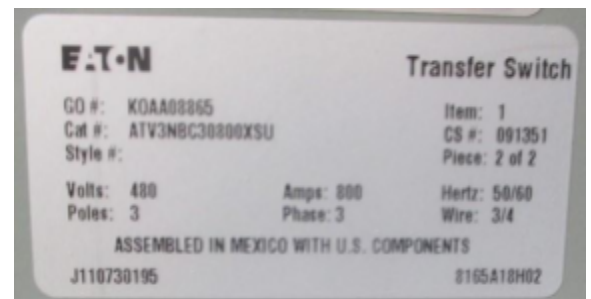 EATON
Transfer Switch
GO #: KOAA08865
Item: 1
Cat #: ATV3NBC30800XSU
CS #: 091351
Style #:
Piece: 2 of 2
Volts: 480 Amps: 800 Hertz: 50/60
Poles: 3 Phase: 3 Wire: 3/4
ASSEMBLED IN MEXICO WITH U.S. COMPONENTS
J110730195 8165A18H02